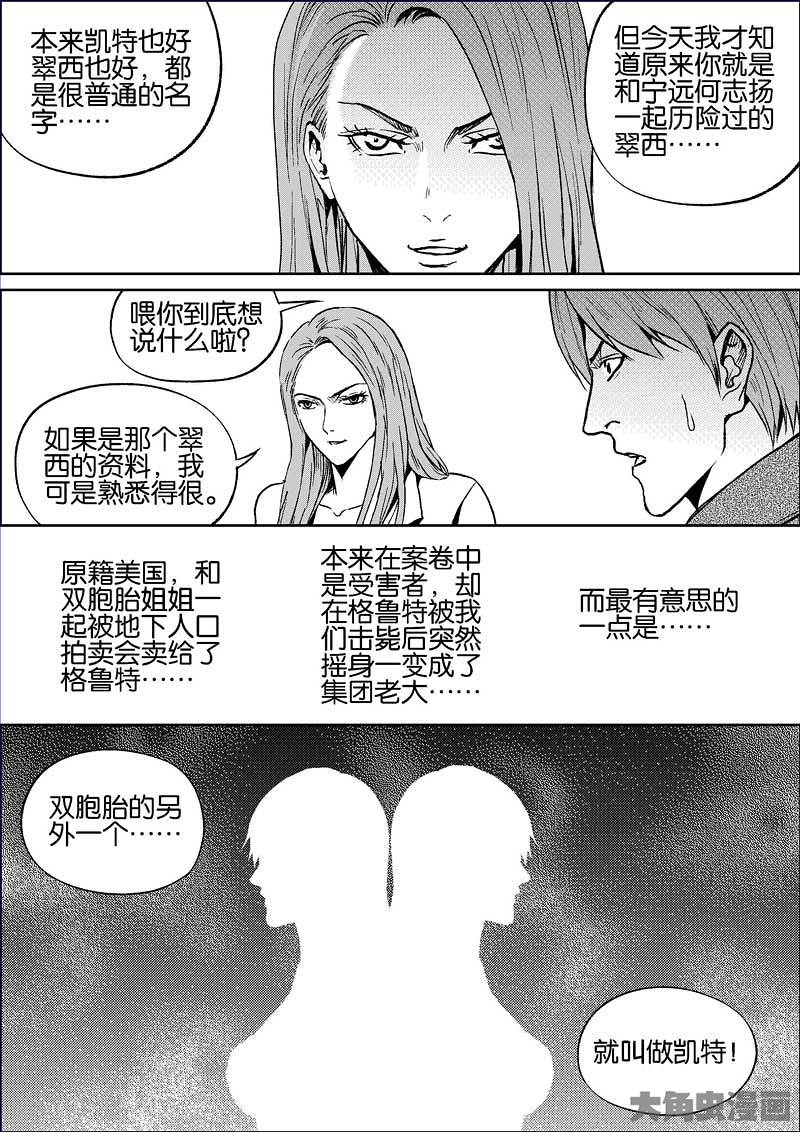 本来凯特也好
翠西也好，都
是很普通的名
字……
但今天我才知
道原来你就是
和宁远何志扬
一起历险过的
翠西……
喂你到底想
说什么啦？
如果是那个翠
西的资料，我
可是熟悉得很。
原籍美国，和
双胞胎姐姐一
起被地下人口
拍卖会卖给了
格鲁特……
本来在案卷中
是受害者，却
在格鲁特被我
们击毙后突然
摇身一变成了
集团老大……
而最有意思的
一点是……
双胞胎的另
外一个……
就叫做凯特！
大角虫漫画